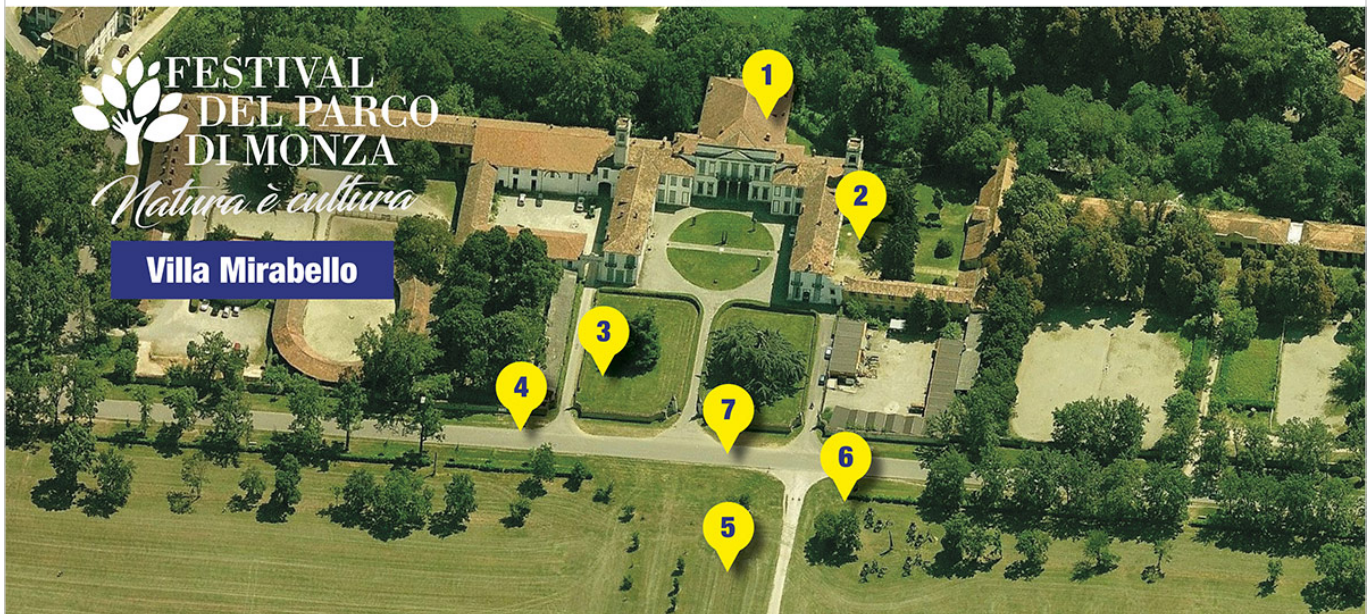 FESTIVAL
DEL PARCO
DI MONZA
Natura è cultura
Villa Mirabello
1
2
3
4
7
6
5